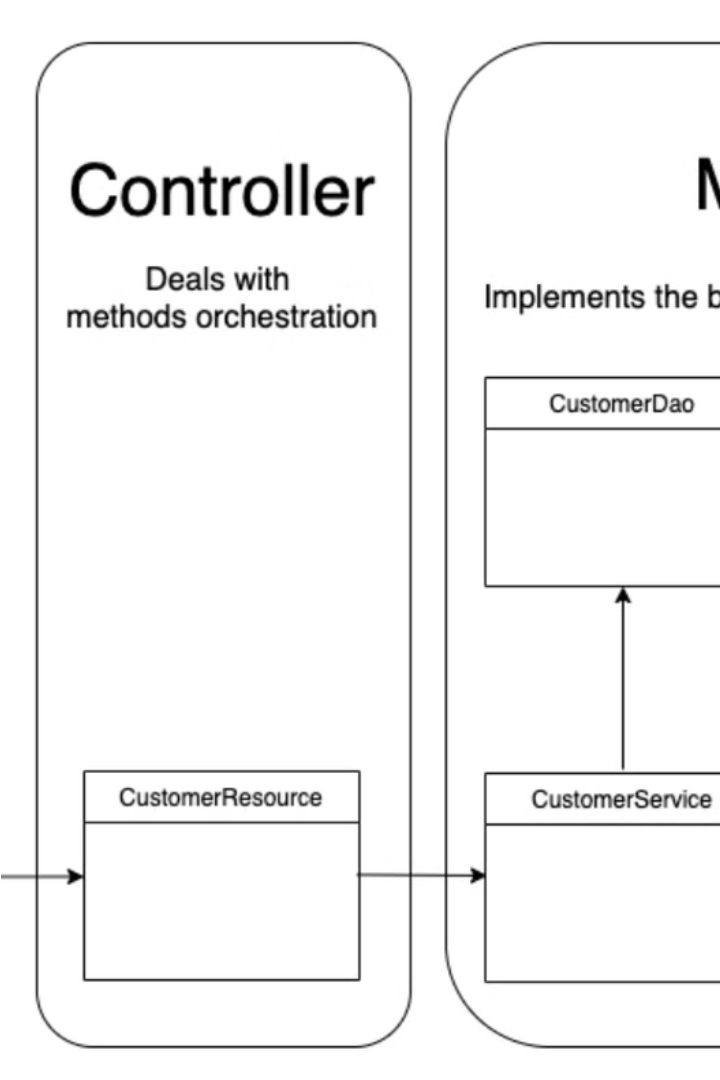 Controller
Deals with
methods orchestration
CustomerResource
M
Implements the b
CustomerDao
CustomerService